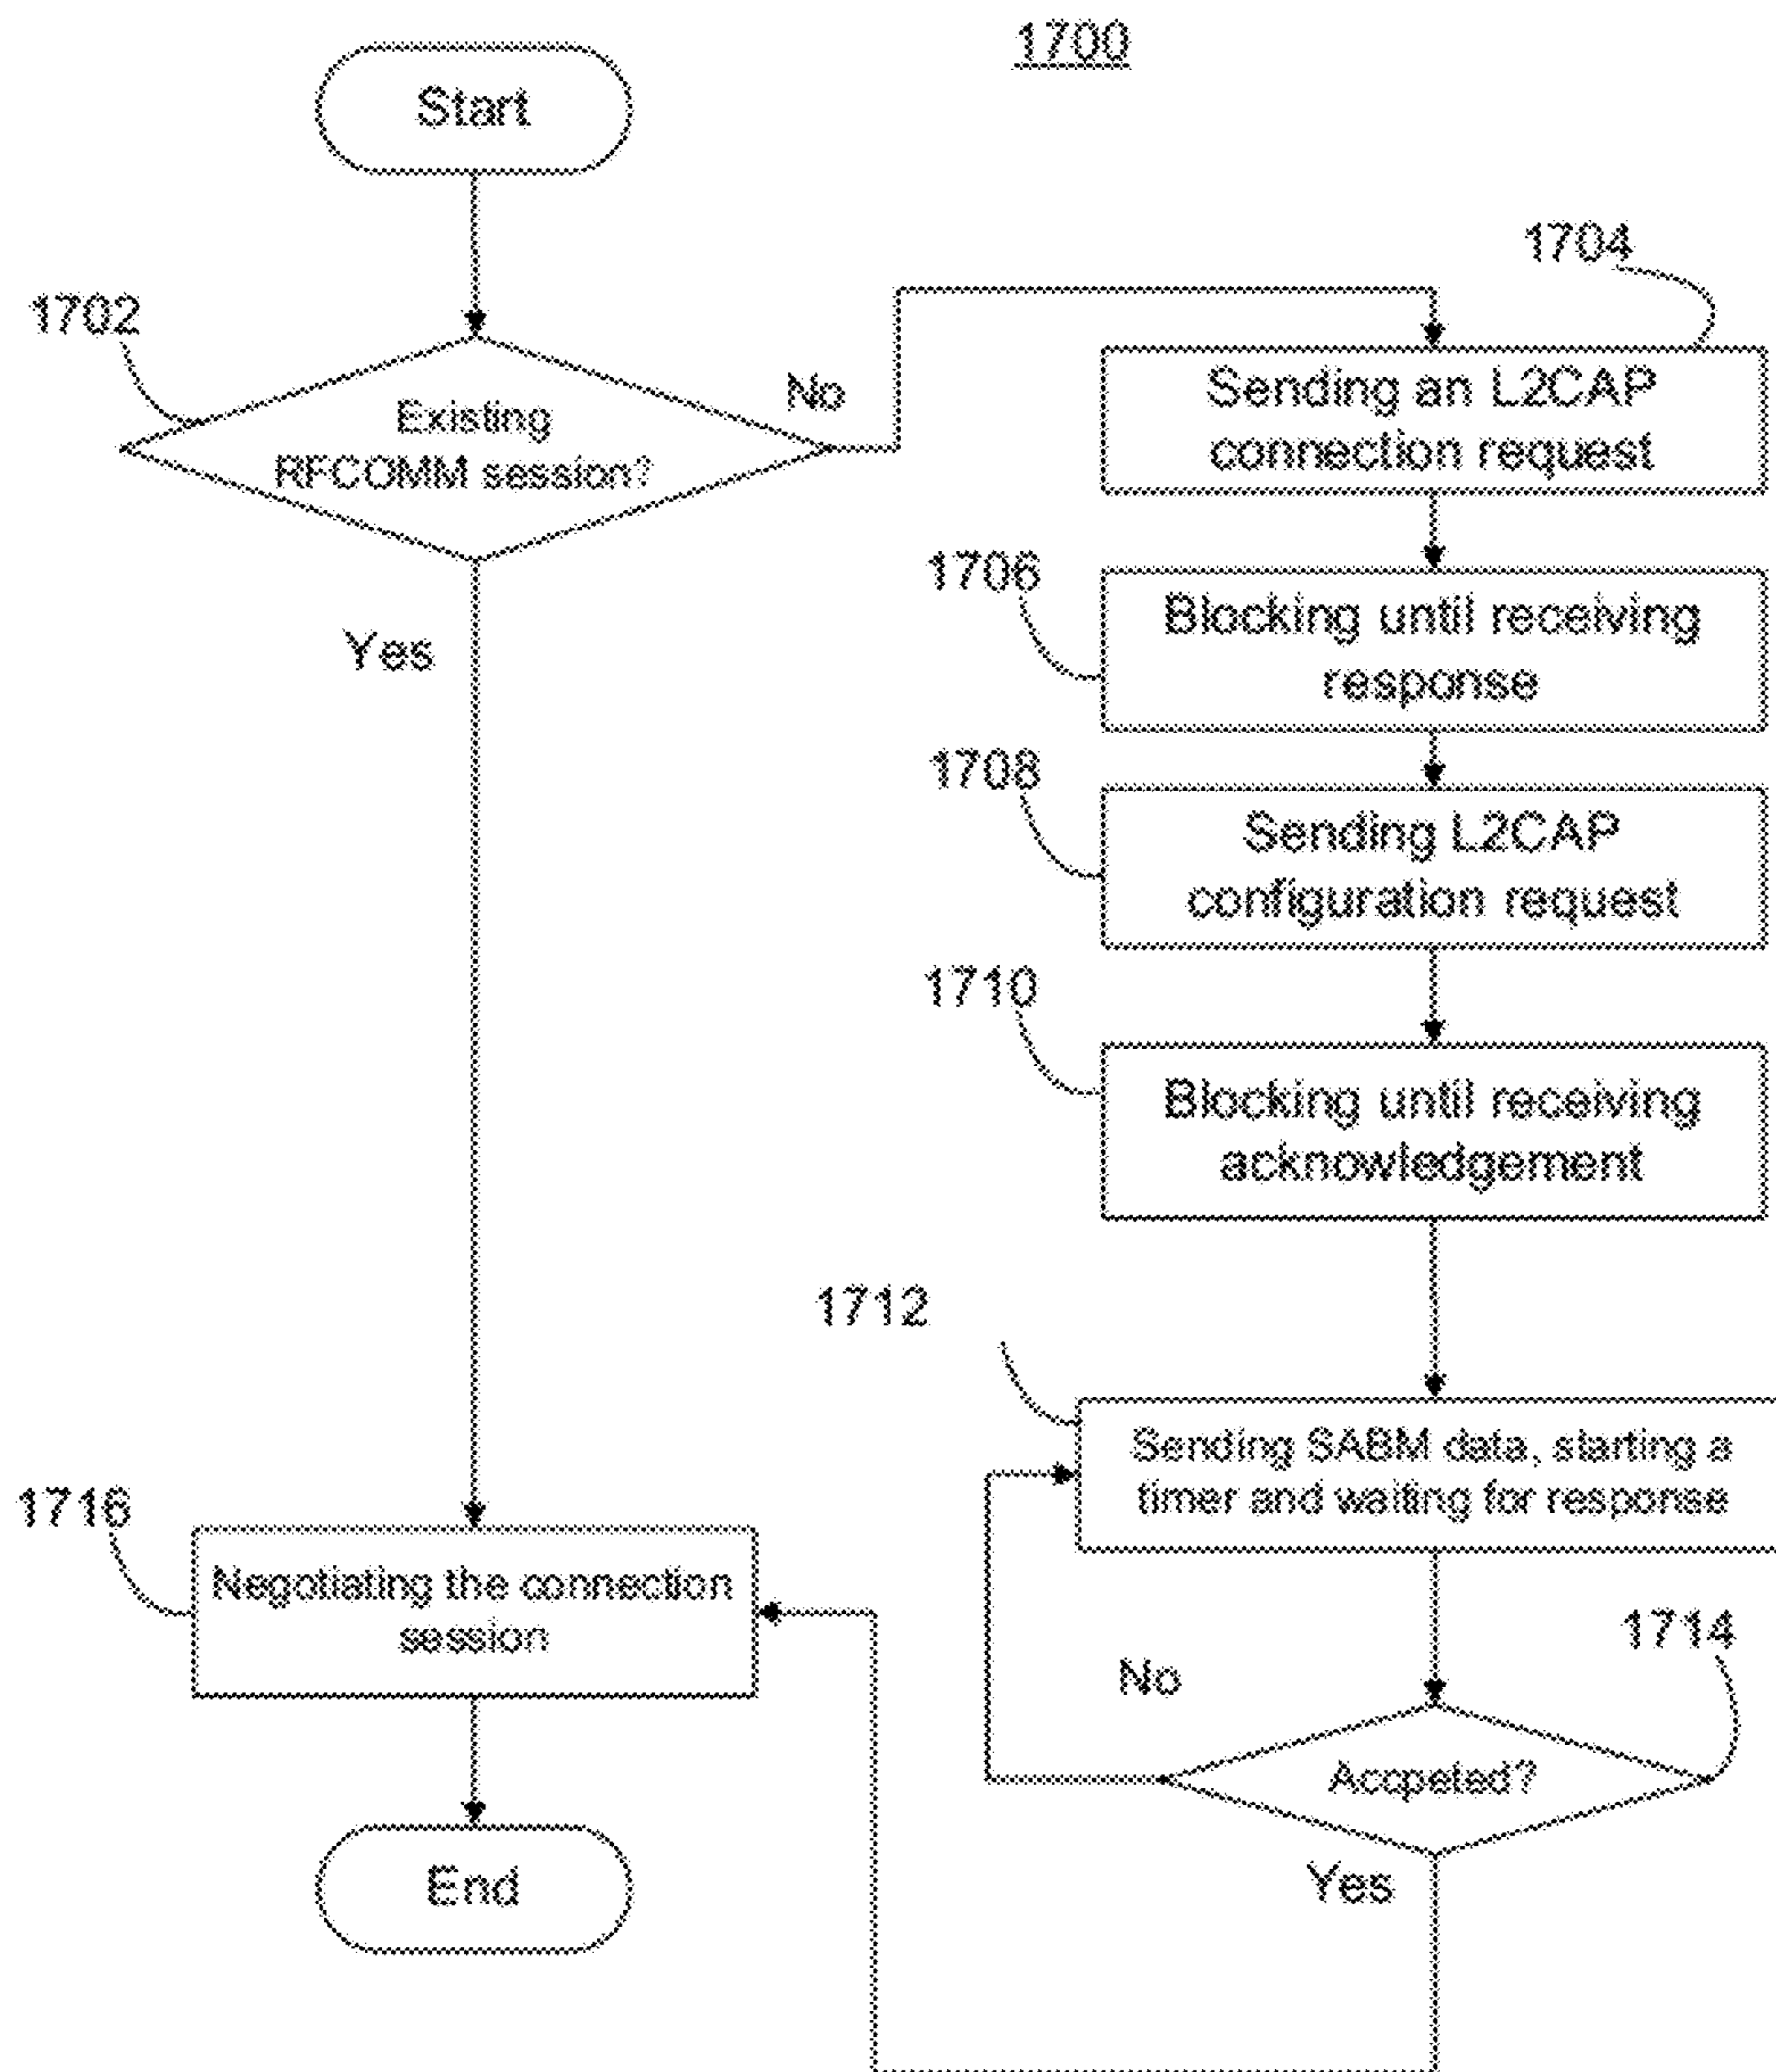 1700
Start
1704
1702
No
Existing
RFCOMM session?
Sending an L2CAP
connection request
1706
Blocking until receiving
response
Yes
1708
Sending L2CAP
configuration request
1710
Blocking until receiving
acknowledgement
1712
Sending SABM data, starting a
timer and waiting for response
1716
Negotiating the connection
session
1714
No
Accpeted?
Yes
End